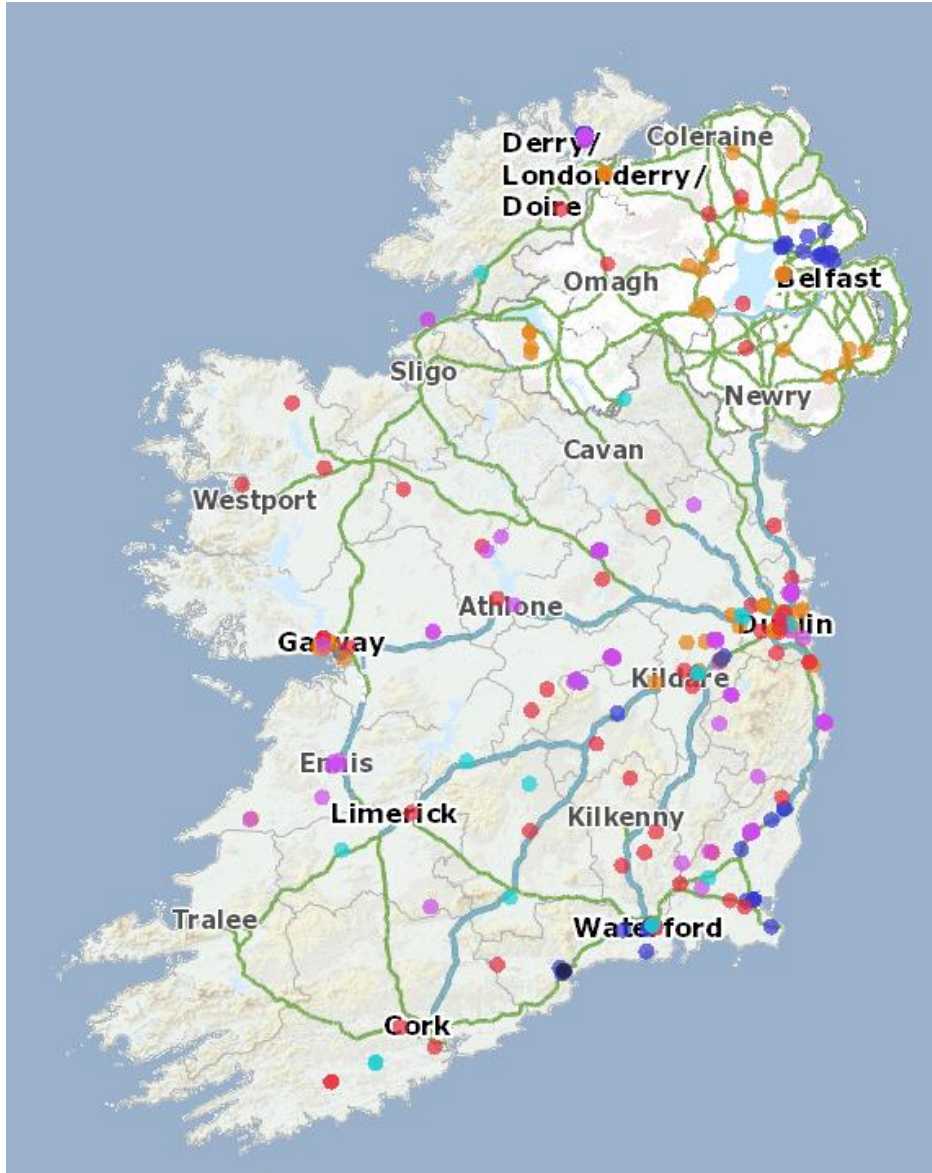 Coleraine
Derry/
Londonderry/
Doire
Omagh
Belfast
Sligo
Newry
Cavan
Westport
Athlone
Galway
Dublin
Kildare
Ennis
Limerick
Kilkenny
Tralee
Waterford
Cork